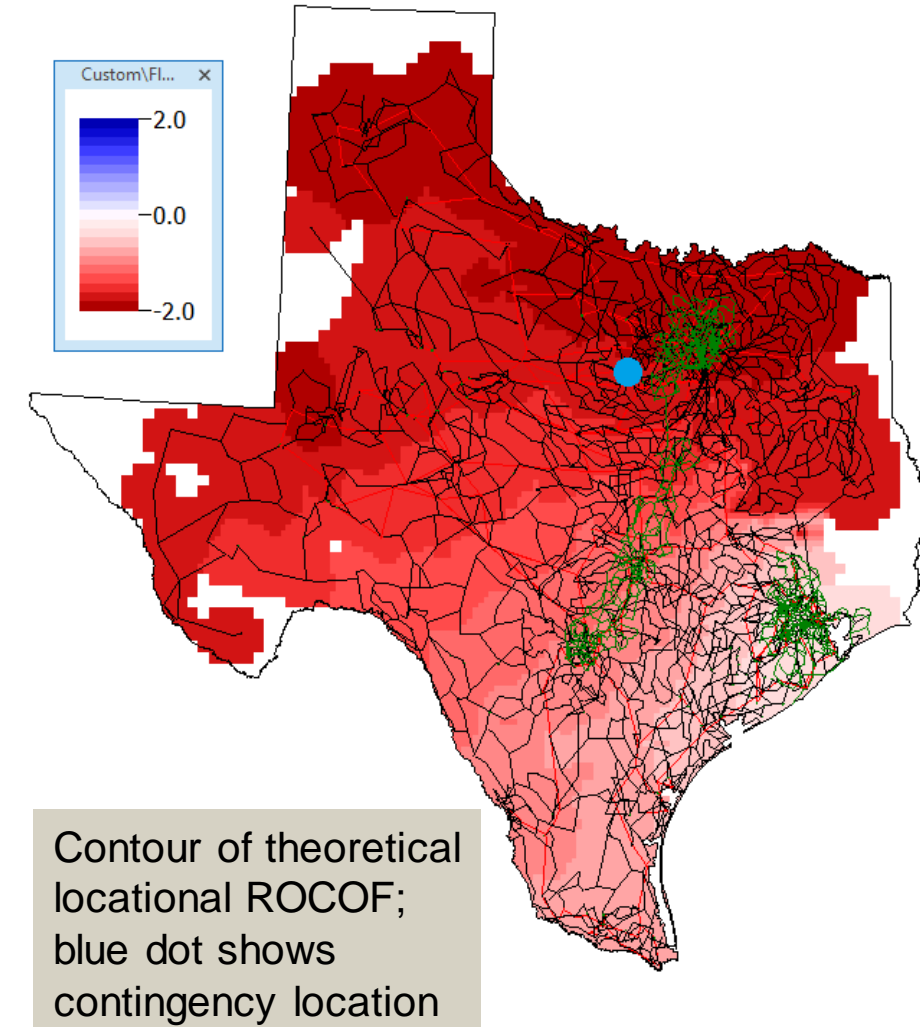 Custom\Fl... ×
2.0
0.0
-2.0
Contour of theoretical
locational ROCOF;
blue dot shows
contingency location